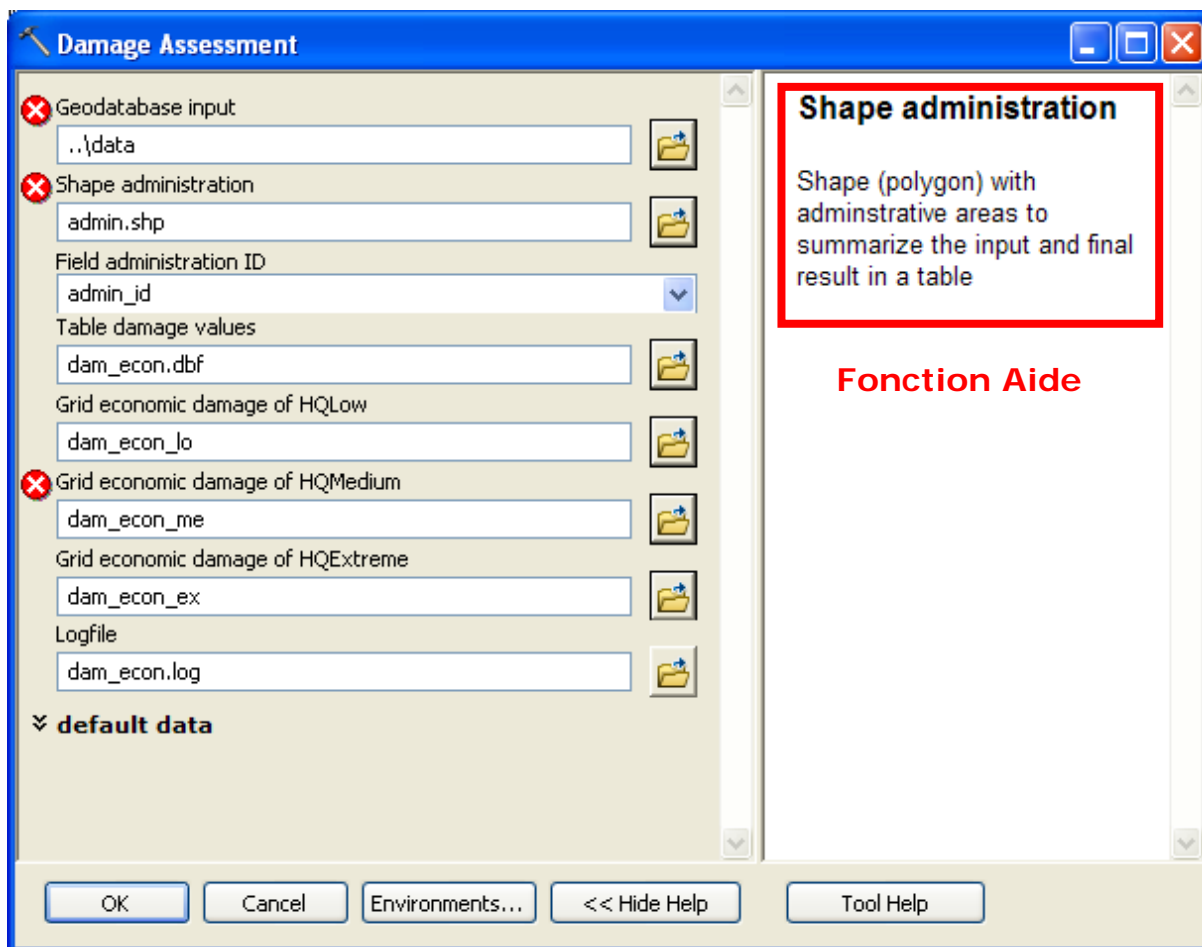 Damage Assessment
Geodatabase input
..\data
Shape administration
admin.shp
Field administration ID
admin_id
Table damage values
dam_econ.dbf
Grid economic damage of HQLow
dam_econ_lo
Grid economic damage of HQMedium
dam_econ_me
Grid economic damage of HQExtreme
dam_econ_ex
Logfile
dam_econ.log
default data
Shape administration
Shape (polygon) with
adminstrative areas to
summarize the input and final
result in a table
Fonction Aide
OK
Cancel
Environments...
<< Hide Help
Tool Help